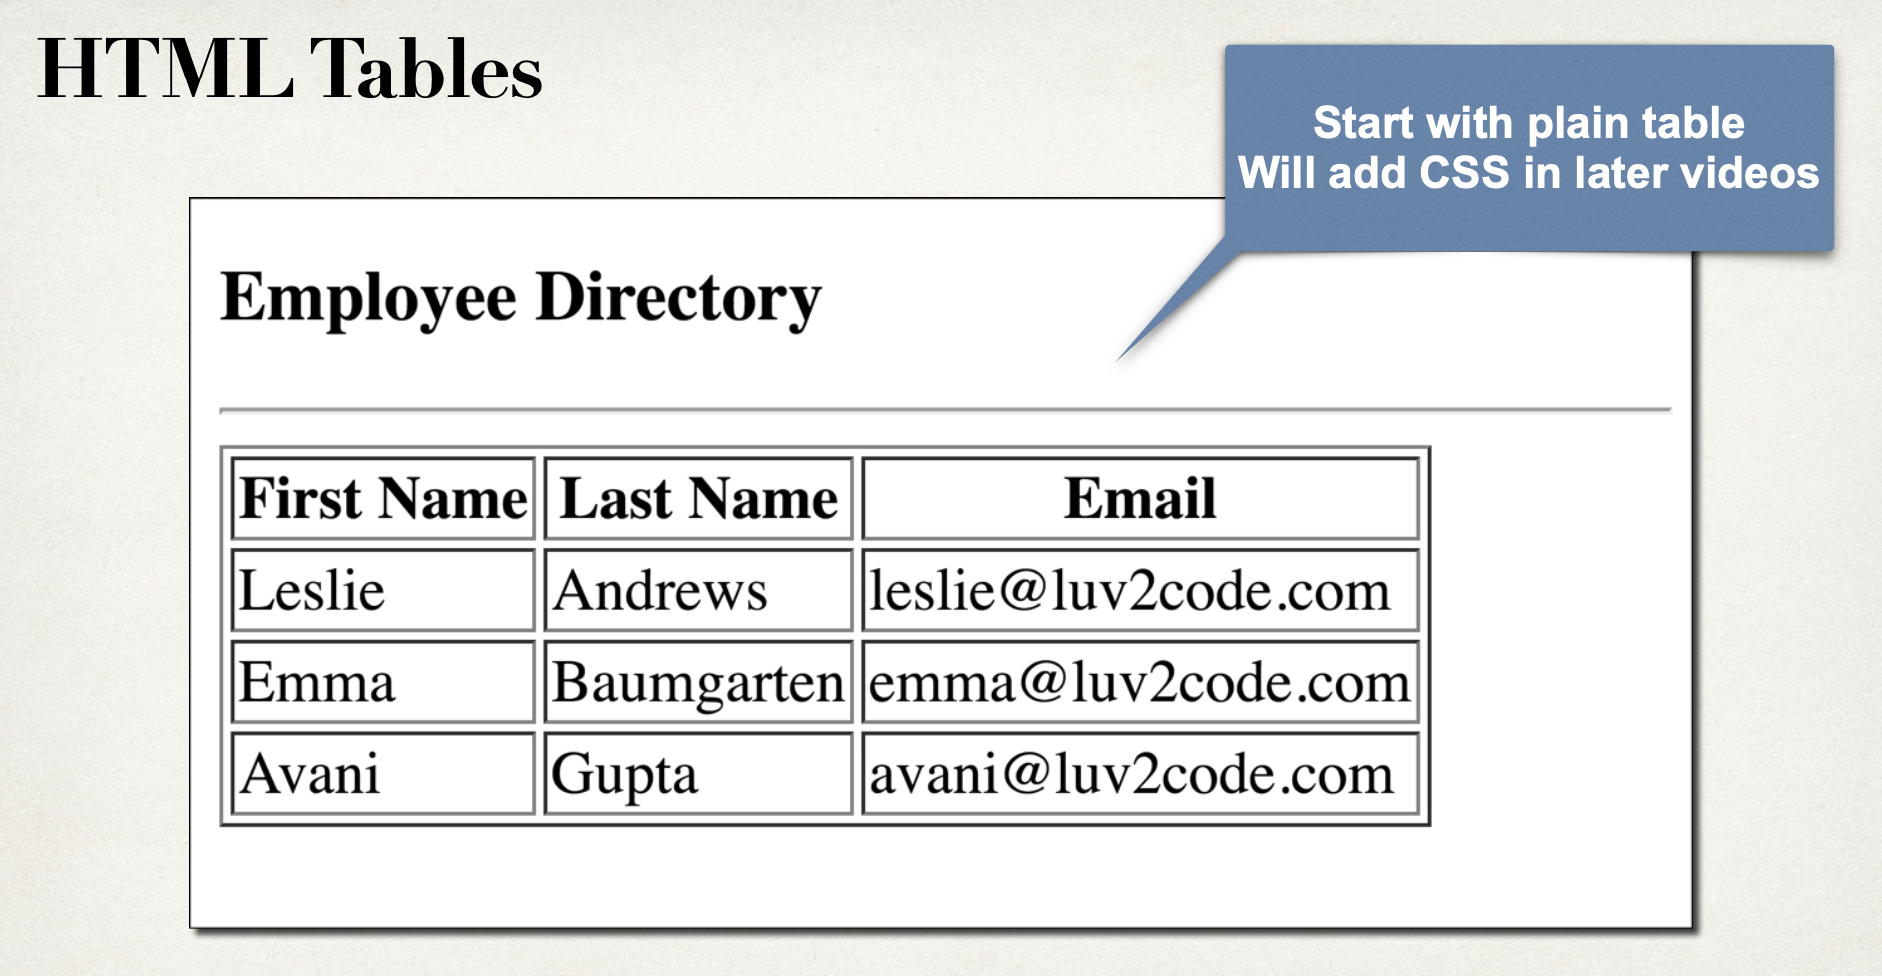 HTML Tables
Start with plain table
Will add CSS in later videos
Employee Directory
First Name Last Name Email
Leslie Andrews leslie@luv2code.com
Emma Baumgarten emma@luv2code.com
Avani Gupta avani@luv2code.com